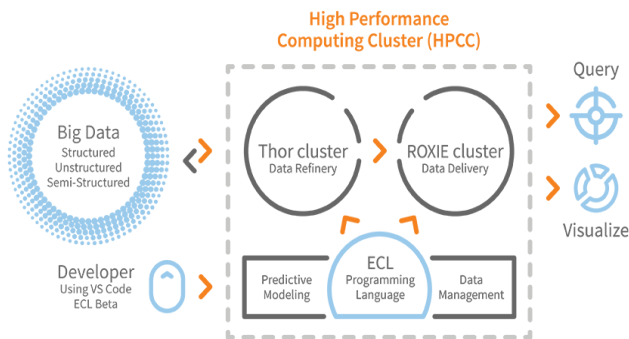 High Performance
Computing Cluster (HPCC)
Big Data
Structured
Unstructured
Semi-Structured
Thor cluster
Data Refinery
ROXIE cluster
Data Delivery
Query
Visualize
Developer
Using VS Code
ECL Beta
Predictive
Modeling
ECL
Programming
Language
Data
Management